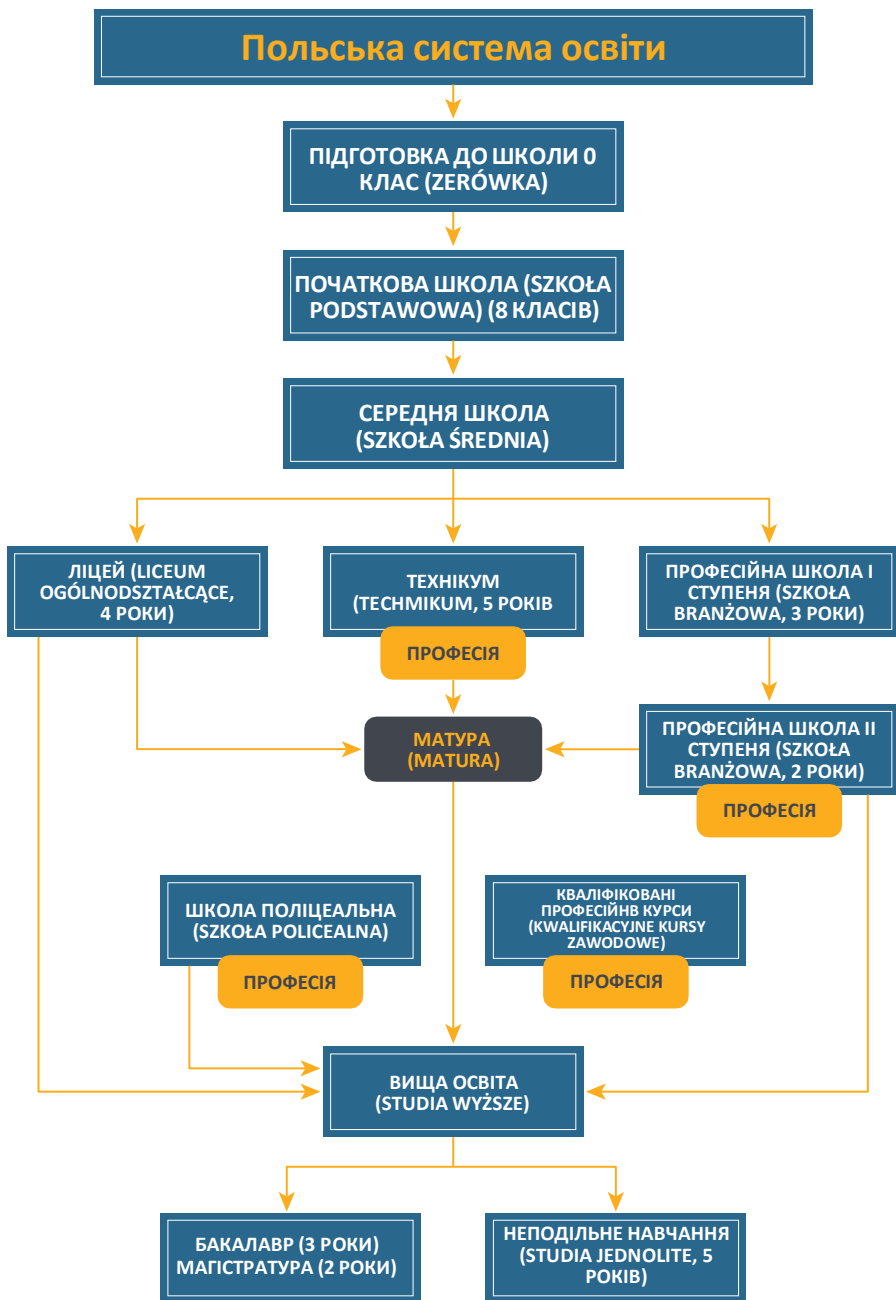 Польська система освіти
ПІДГОТОВКА ДО ШКОЛИ 0
КЛАС (ZERÓWKA)
ПОЧАТКОВА ШКОЛА (SZKOŁA
PODSTAWOWA) (8 КЛАСІВ)
СЕРЕДНЯ ШКОЛА
(SZKOŁA ŚREDNIA)
ЛІЦЕЙ (LICEUM
OGÓLNODSZTAŁCĄCE,
4 РОКИ)
ТЕХНІКУМ
(TECHMIKUM, 5 РОКІВ
ПРОФЕСІЯ
ПРОФЕСІЙНА ШКОЛА I
СТУПЕНЯ (SZKOŁA
BRANŻOWA, 3 РОКИ)
МАТУРА
(MATURA)
ПРОФЕСІЙНА ШКОЛА II
СТУПЕНЯ (SZKOŁA
BRANŻOWA, 2 РОКИ)
ПРОФЕСІЯ
ШКОЛА ПОЛІЦЕАЛЬНА
(SZKOŁA POLICEALNA)
ПРОФЕСІЯ
КВАЛІФІКОВАНІ
ПРОФЕСІЙНВ КУРСИ
(KWALIFIKACYJNE KURSY
ZAWODOWE)
ПРОФЕСІЯ
ВИЩА ОСВІТА
(STUDIA WYŻSZE)
БАКАЛАВР (3 РОКИ)
МАГІСТРАТУРА (2 РОКИ)
НЕПОДІЛЬНЕ НАВЧАННЯ
(STUDIA JEDNOLITE, 5
РОКІВ)